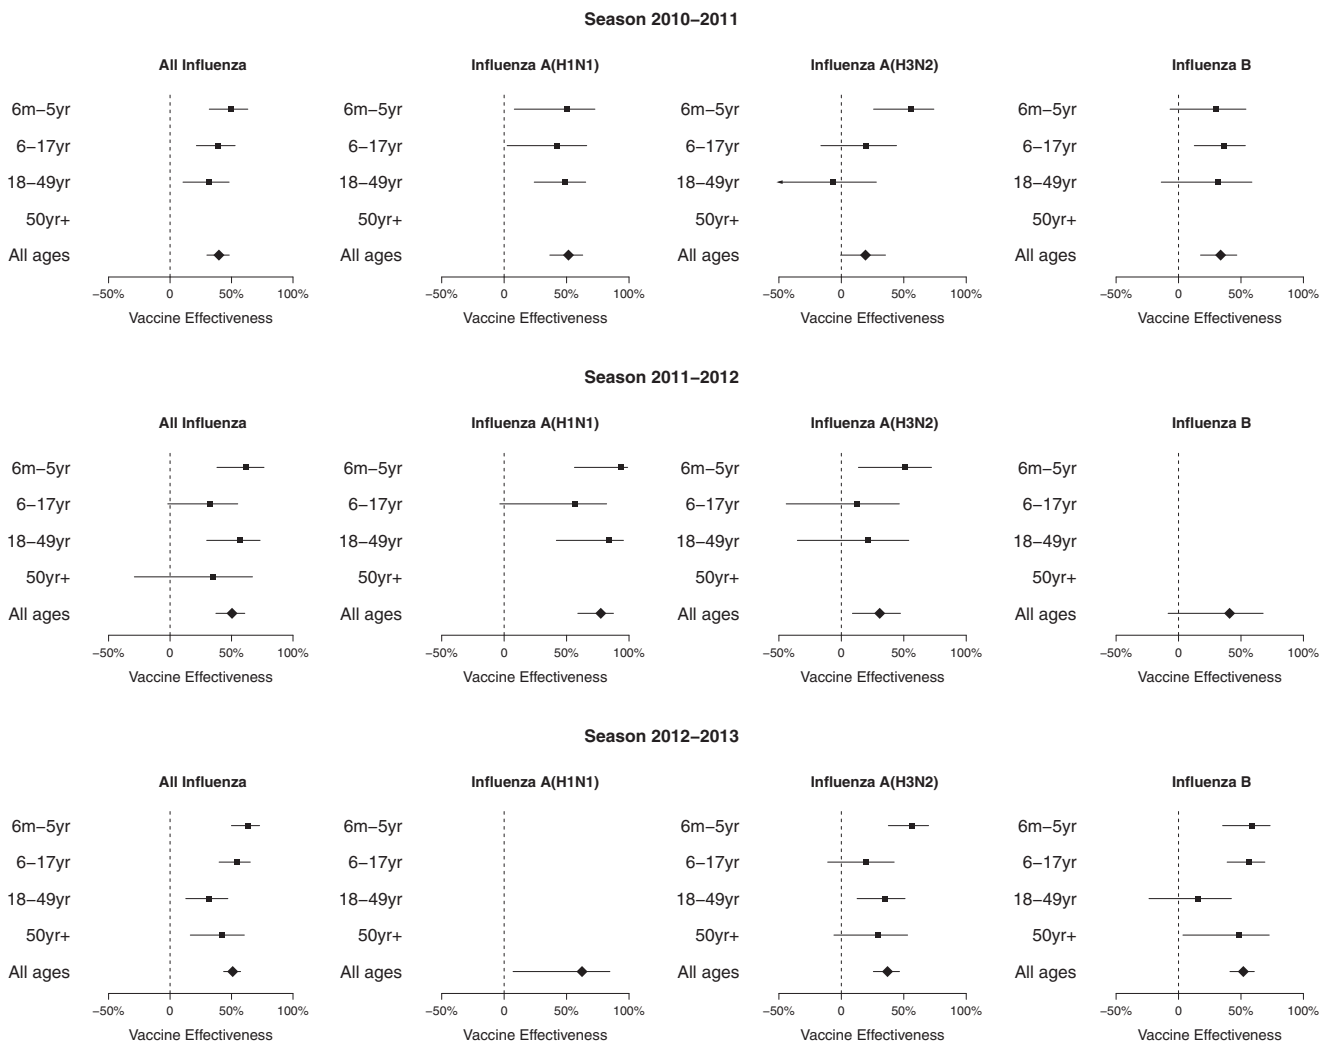 Season 2010–2011
All Influenza Influenza A(H1N1) Influenza A(H3N2) Influenza B
6m−5yr 6m−5yr 6m−5yr 6m−5yr
6−17yr 6−17yr 6−17yr 6−17yr
18−49yr 18−49yr 18−49yr 18−49yr
50yr+ 50yr+ 50yr+ 50yr+
All ages All ages All ages All ages
−50% 0 50% 100% −50% 0 50% 100% −50% 0 50% 100% −50% 0 50% 100%
Vaccine Effectiveness Vaccine Effectiveness Vaccine Effectiveness Vaccine Effectiveness
Season 2011–2012
All Influenza Influenza A(H1N1) Influenza A(H3N2) Influenza B
6m−5yr 6m−5yr 6m−5yr 6m−5yr
6−17yr 6−17yr 6−17yr 6−17yr
18−49yr 18−49yr 18−49yr 18−49yr
50yr+ 50yr+ 50yr+ 50yr+
All ages All ages All ages All ages
−50% 0 50% 100% −50% 0 50% 100% −50% 0 50% 100% −50% 0 50% 100%
Vaccine Effectiveness Vaccine Effectiveness Vaccine Effectiveness Vaccine Effectiveness
Season 2012–2013
All Influenza Influenza A(H1N1) Influenza A(H3N2) Influenza B
6m−5yr 6m−5yr 6m−5yr 6m−5yr
6−17yr 6−17yr 6−17yr 6−17yr
18−49yr 18−49yr 18−49yr 18−49yr
50yr+ 50yr+ 50yr+ 50yr+
All ages All ages All ages All ages
−50% 0 50% 100% −50% 0 50% 100% −50% 0 50% 100% −50% 0 50% 100%
Vaccine Effectiveness Vaccine Effectiveness Vaccine Effectiveness Vaccine Effectiveness